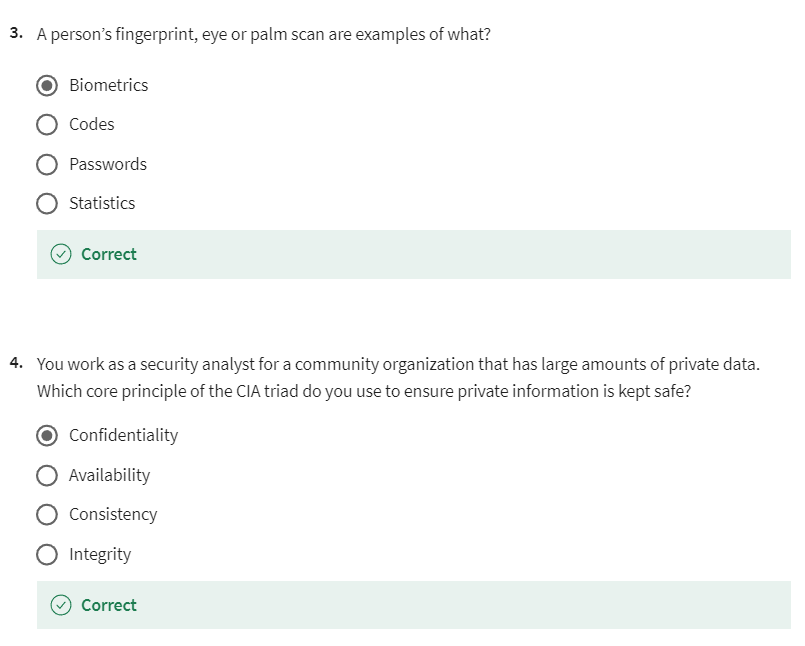 3. A person’s fingerprint, eye or palm scan are examples of what?
Biometrics
Codes
Passwords
Statistics
Correct
4. You work as a security analyst for a community organization that has large amounts of private data.
Which core principle of the CIA triad do you use to ensure private information is kept safe?
Confidentiality
Availability
Consistency
Integrity
Correct